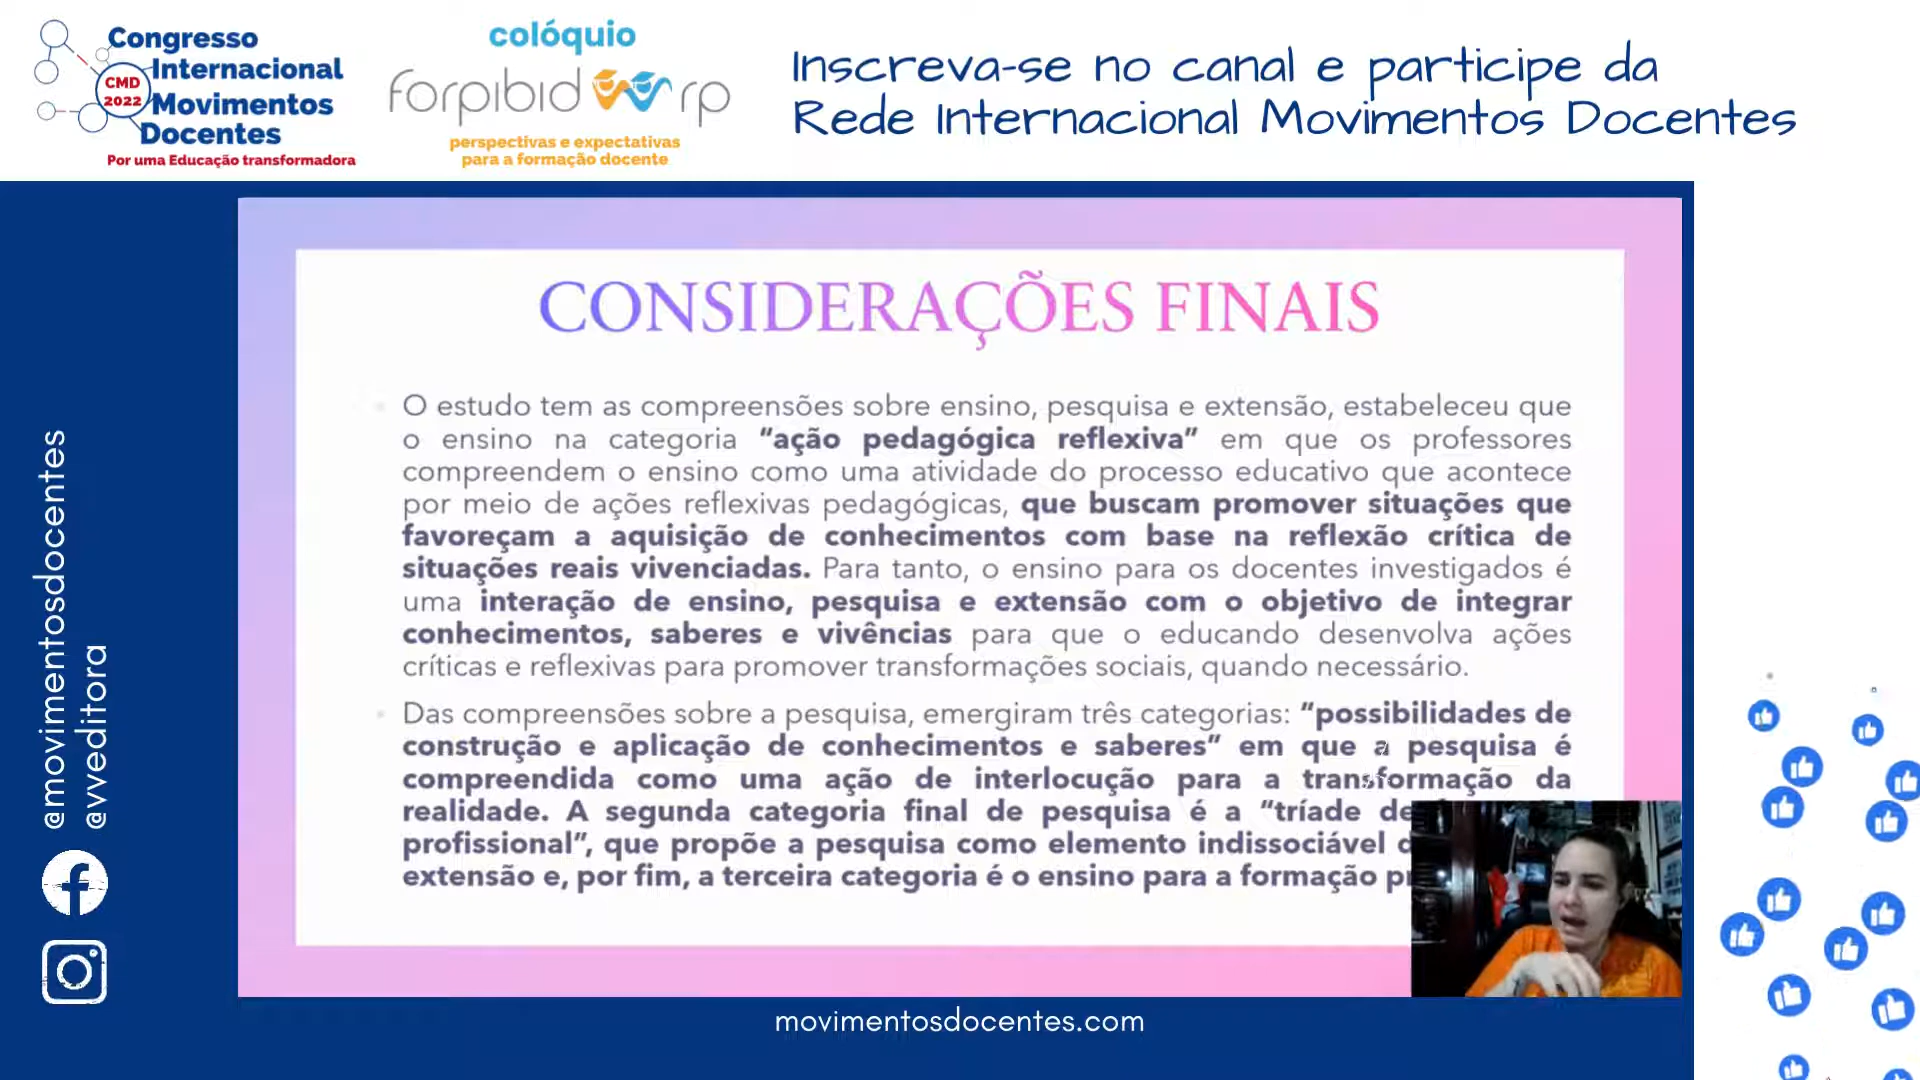 Congresso
Internacional
Movimentos
Docentes
CMD
2022
Por uma Educação transformadora
colóquio
forpibid rp
perspectivas e expectativas
para a formação docente
Inscreva-se no canal e participe da
Rede Internacional Movimentos Docentes
@movimentosdocentes
@vveditora
CONSIDERAÇÕES FINAIS
O estudo tem as compreensões sobre ensino, pesquisa e extensão, estabeleceu que
o ensino na categoria “ação pedagógica reflexiva” em que os professores
compreendem o ensino como uma atividade do processo educativo que acontece
por meio de ações reflexivas pedagógicas, que buscam promover situações que
favoreçam a aquisição de conhecimentos com base na reflexão crítica de
situações reais vivenciadas. Para tanto, o ensino para os docentes investigados é
uma interação de ensino, pesquisa e extensão com o objetivo de integrar
conhecimentos, saberes e vivências para que o educando desenvolva ações
críticas e reflexivas para promover transformações sociais, quando necessário.
Das compreensões sobre a pesquisa, emergiram três categorias: “possibilidades de
construção e aplicação de conhecimentos e saberes” em que a pesquisa é
compreendida como uma ação de interlocução para a transformação da
realidade. A segunda categoria final de pesquisa é a “tríade de
profissional”, que propõe a pesquisa como elemento indissociável
extensão e, por fim, a terceira categoria é o ensino para a formação
movimentosdocentes.com